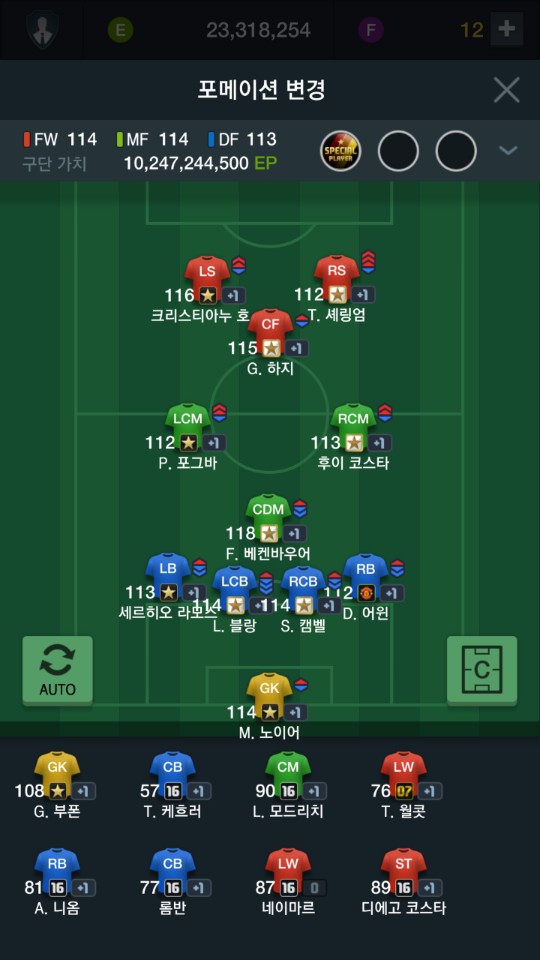 E 23,318,254 F 12 +
포메이션 변경
FW 114 MF 114 DF 113
구단 가치 10,247,244,500 EP
SPECIAL PLAYER
LS RS
116 +1 112 +1
크리스티아누 호 T. 셰링엄
CF
115 +1
G. 하지
LCM RCM
112 +1 113 +1
P. 포그바 후이 코스타
CDM
118 +1
F. 베켄바우어
LB LCB RCB RB
113 +1 114 +1 114 +1 112 +1
세르히오 라모스 L. 블랑 S. 캠벨 D. 어윈
AUTO C
GK
114 +1
M. 노이어
GK CB CM LW
108 +1 57 16 +1 90 16 +1 76 07 +1
G. 부폰 T. 케흐러 L. 모드리치 T. 월콧
RB CB LW ST
81 16 +1 77 16 +1 87 16 0 89 16 +1
A. 니옴 롬반 네이마르 디에고 코스타